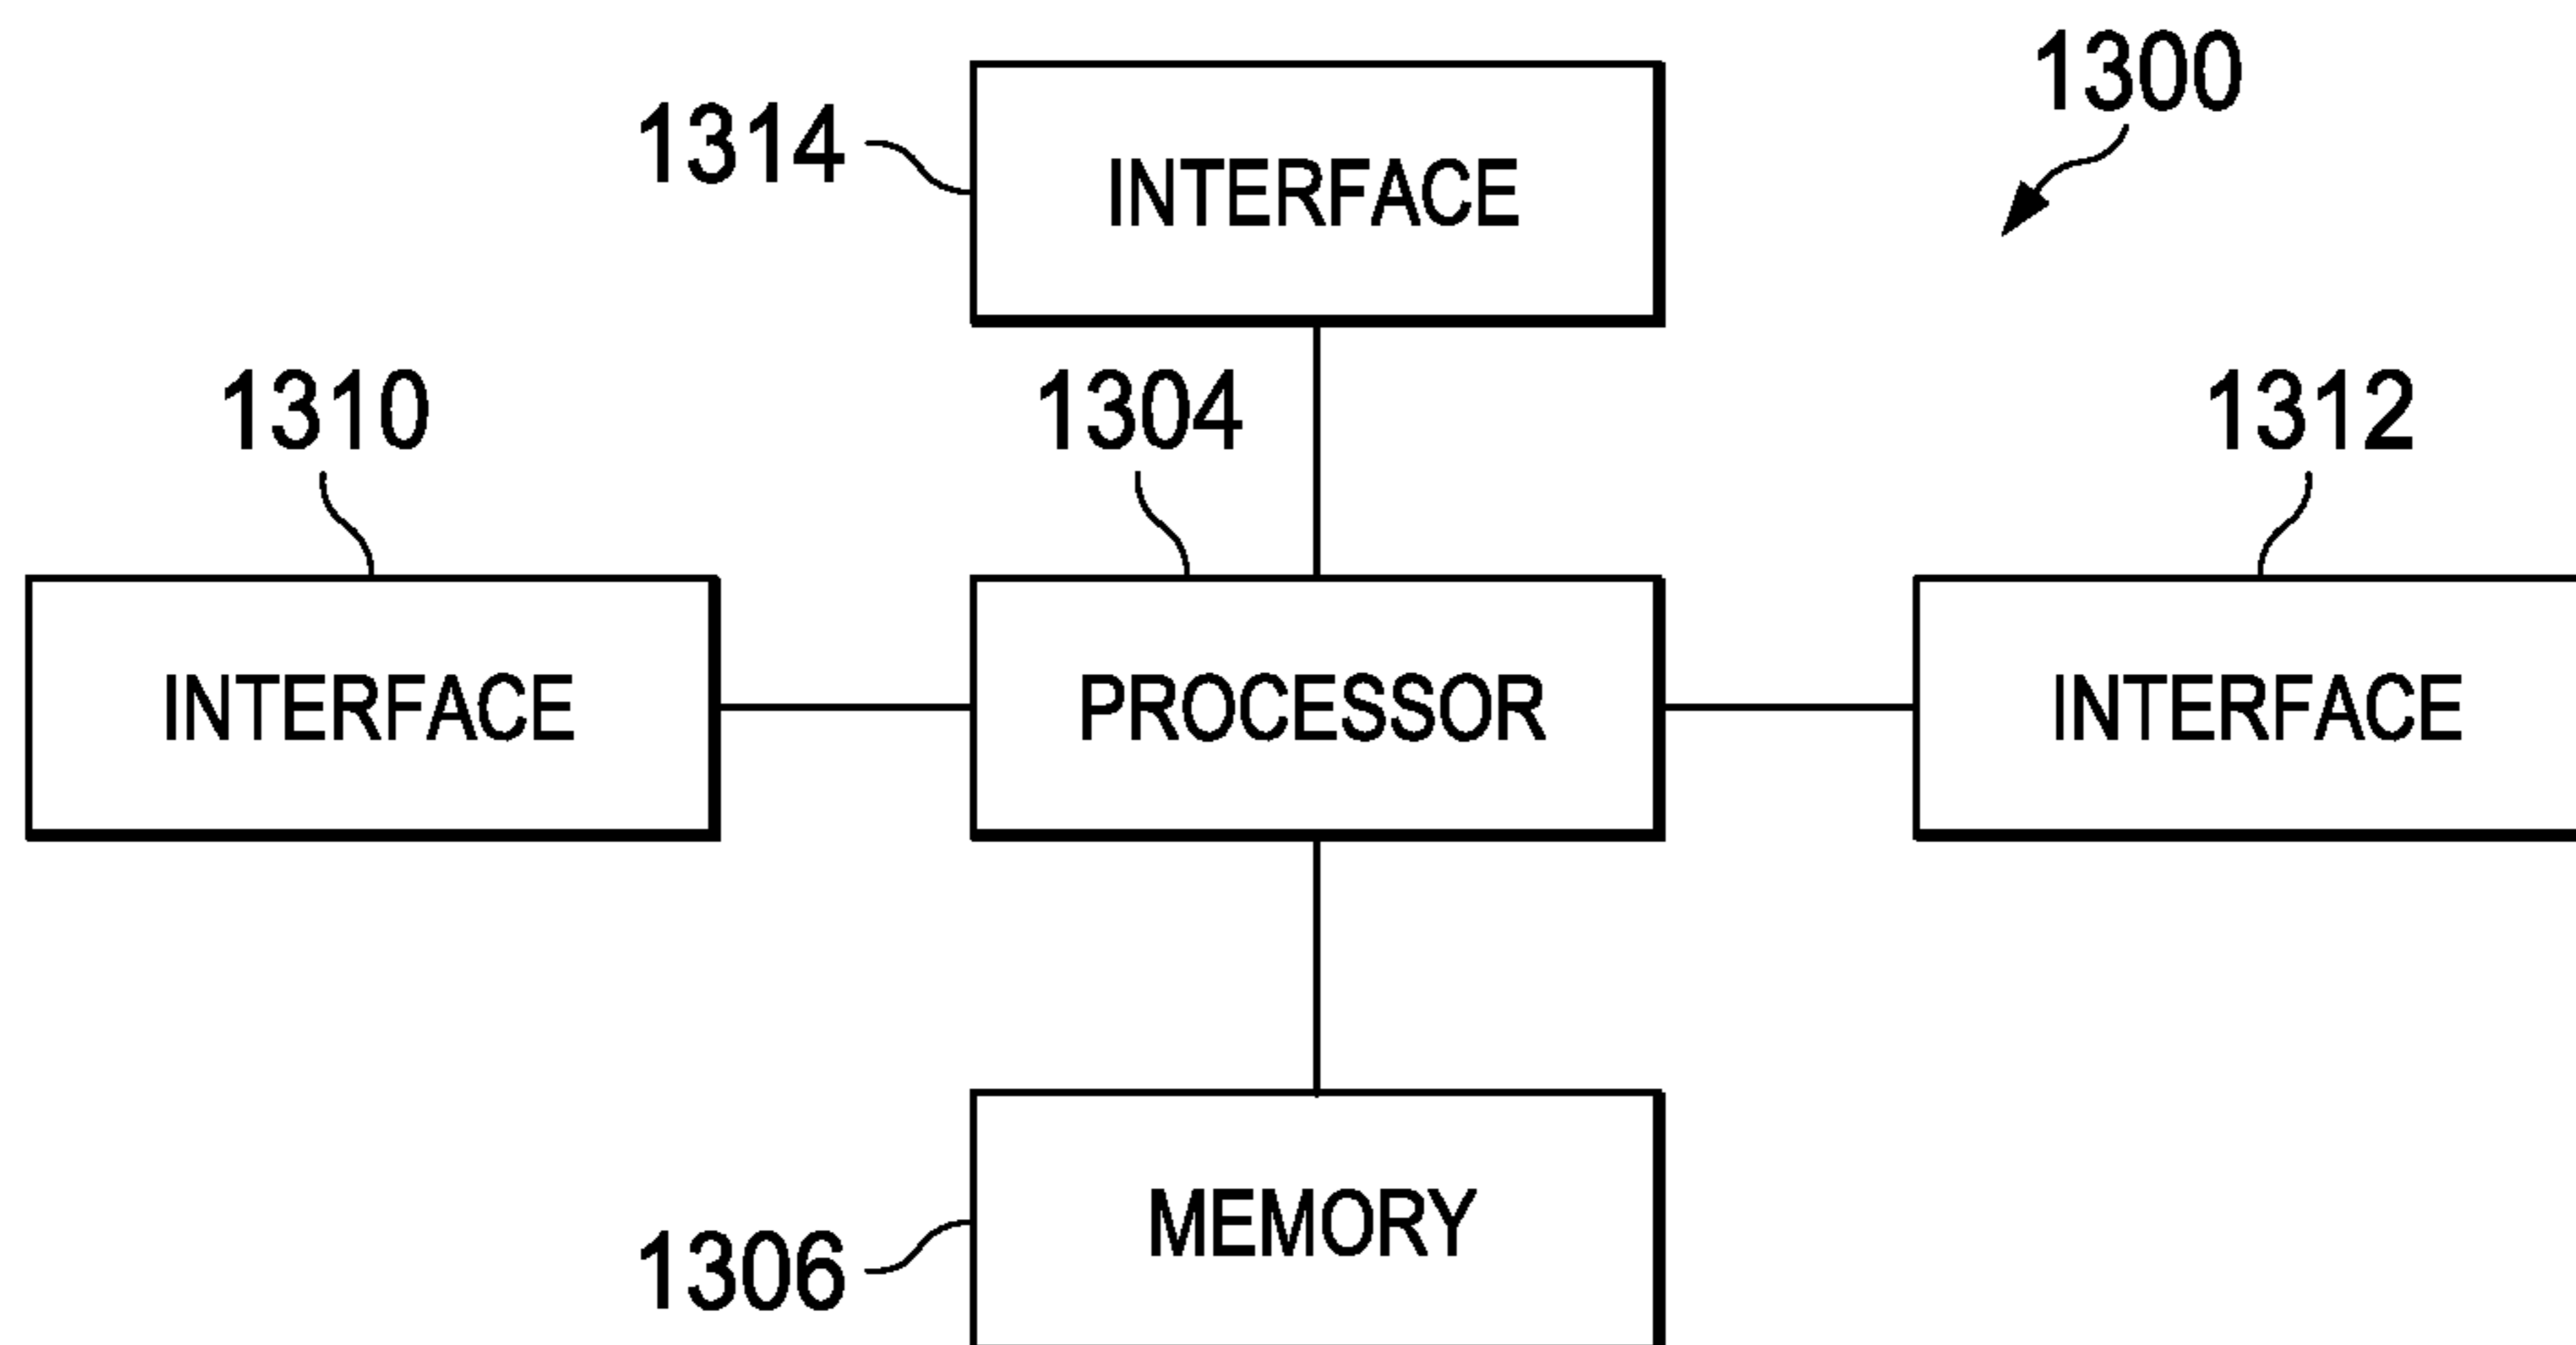 1300
1314
INTERFACE
1310
1304
1312
INTERFACE
PROCESSOR
INTERFACE
MEMORY
1306